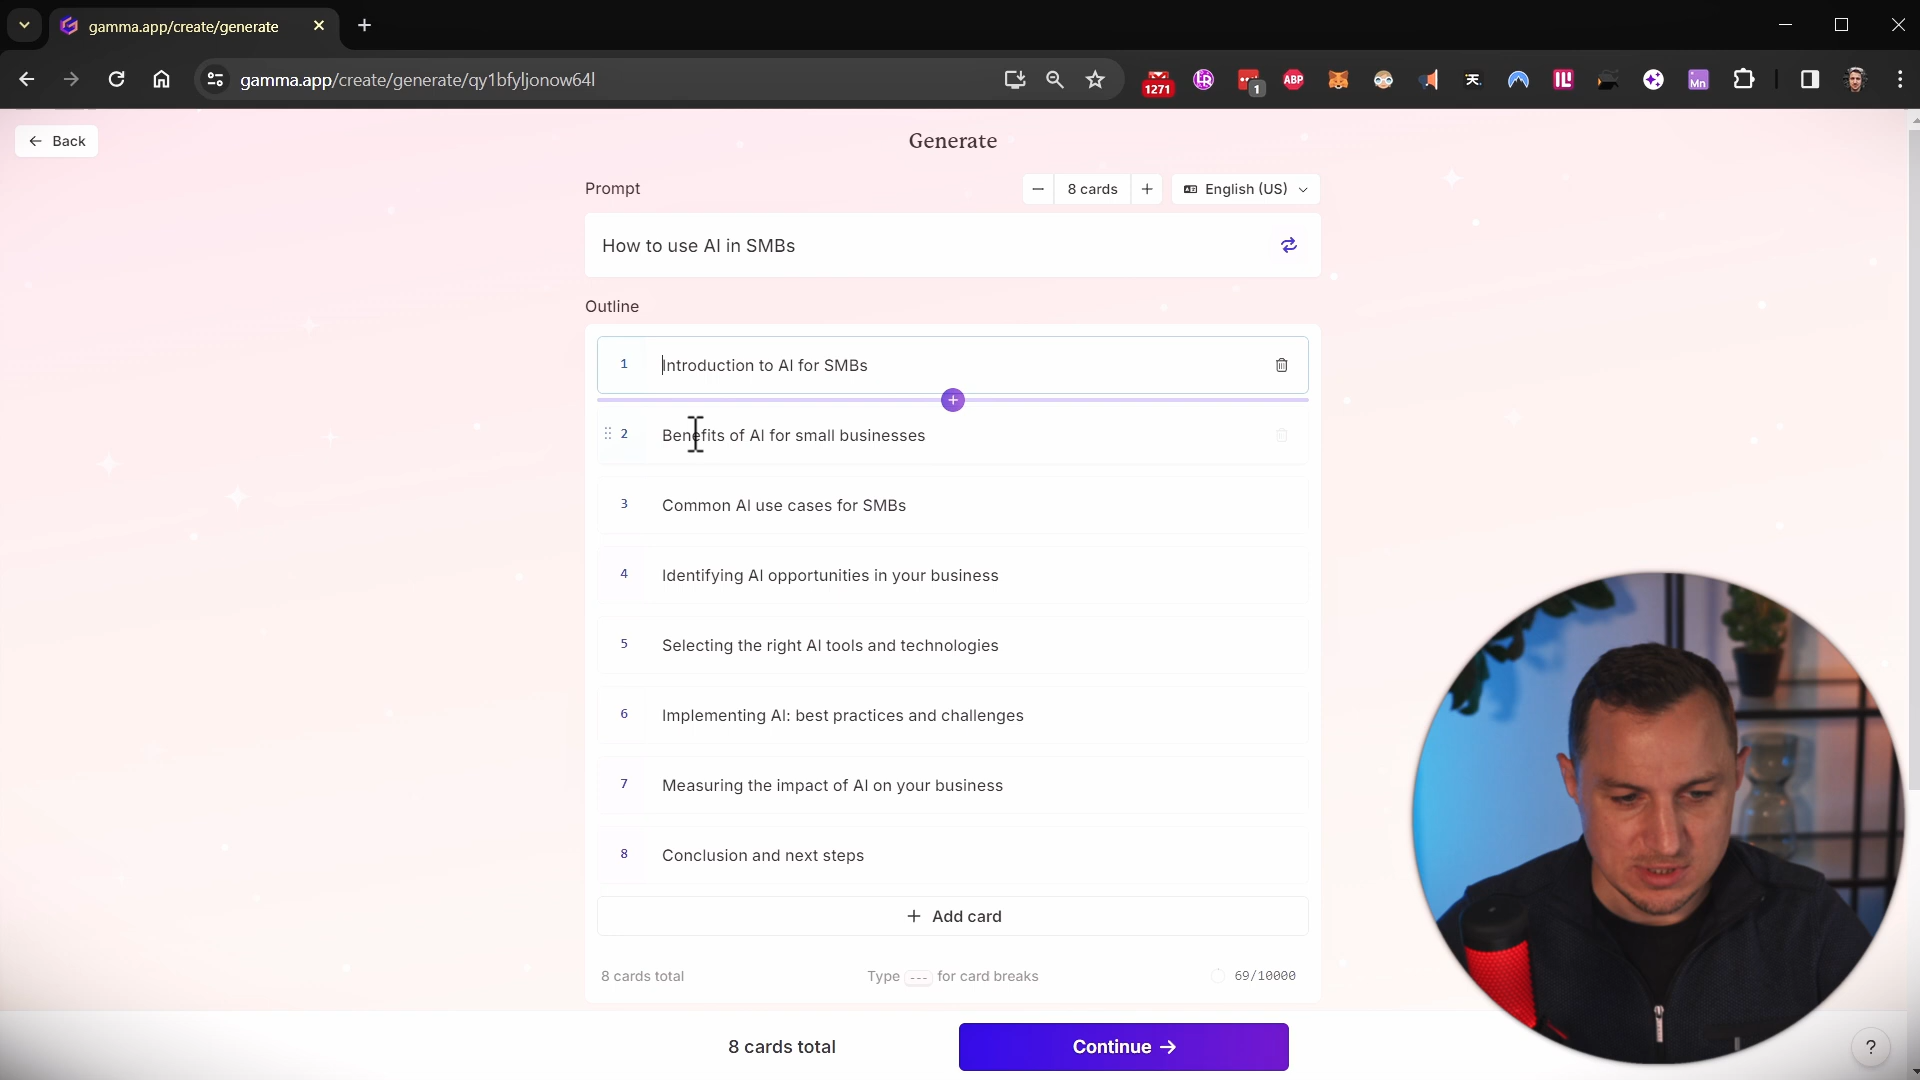 gamma.app/create/generate
gamma.app/create/generate/qy1bfyljonow64l
1271
1
ABP
Mn
Back
Generate
Prompt
8 cards
English (US)
How to use AI in SMBs
Outline
1 Introduction to AI for SMBs
2 Benefits of AI for small businesses
3 Common AI use cases for SMBs
4 Identifying AI opportunities in your business
5 Selecting the right AI tools and technologies
6 Implementing AI: best practices and challenges
7 Measuring the impact of AI on your business
8 Conclusion and next steps
+ Add card
8 cards total
Type --- for card breaks
69/10000
8 cards total
Continue →
?